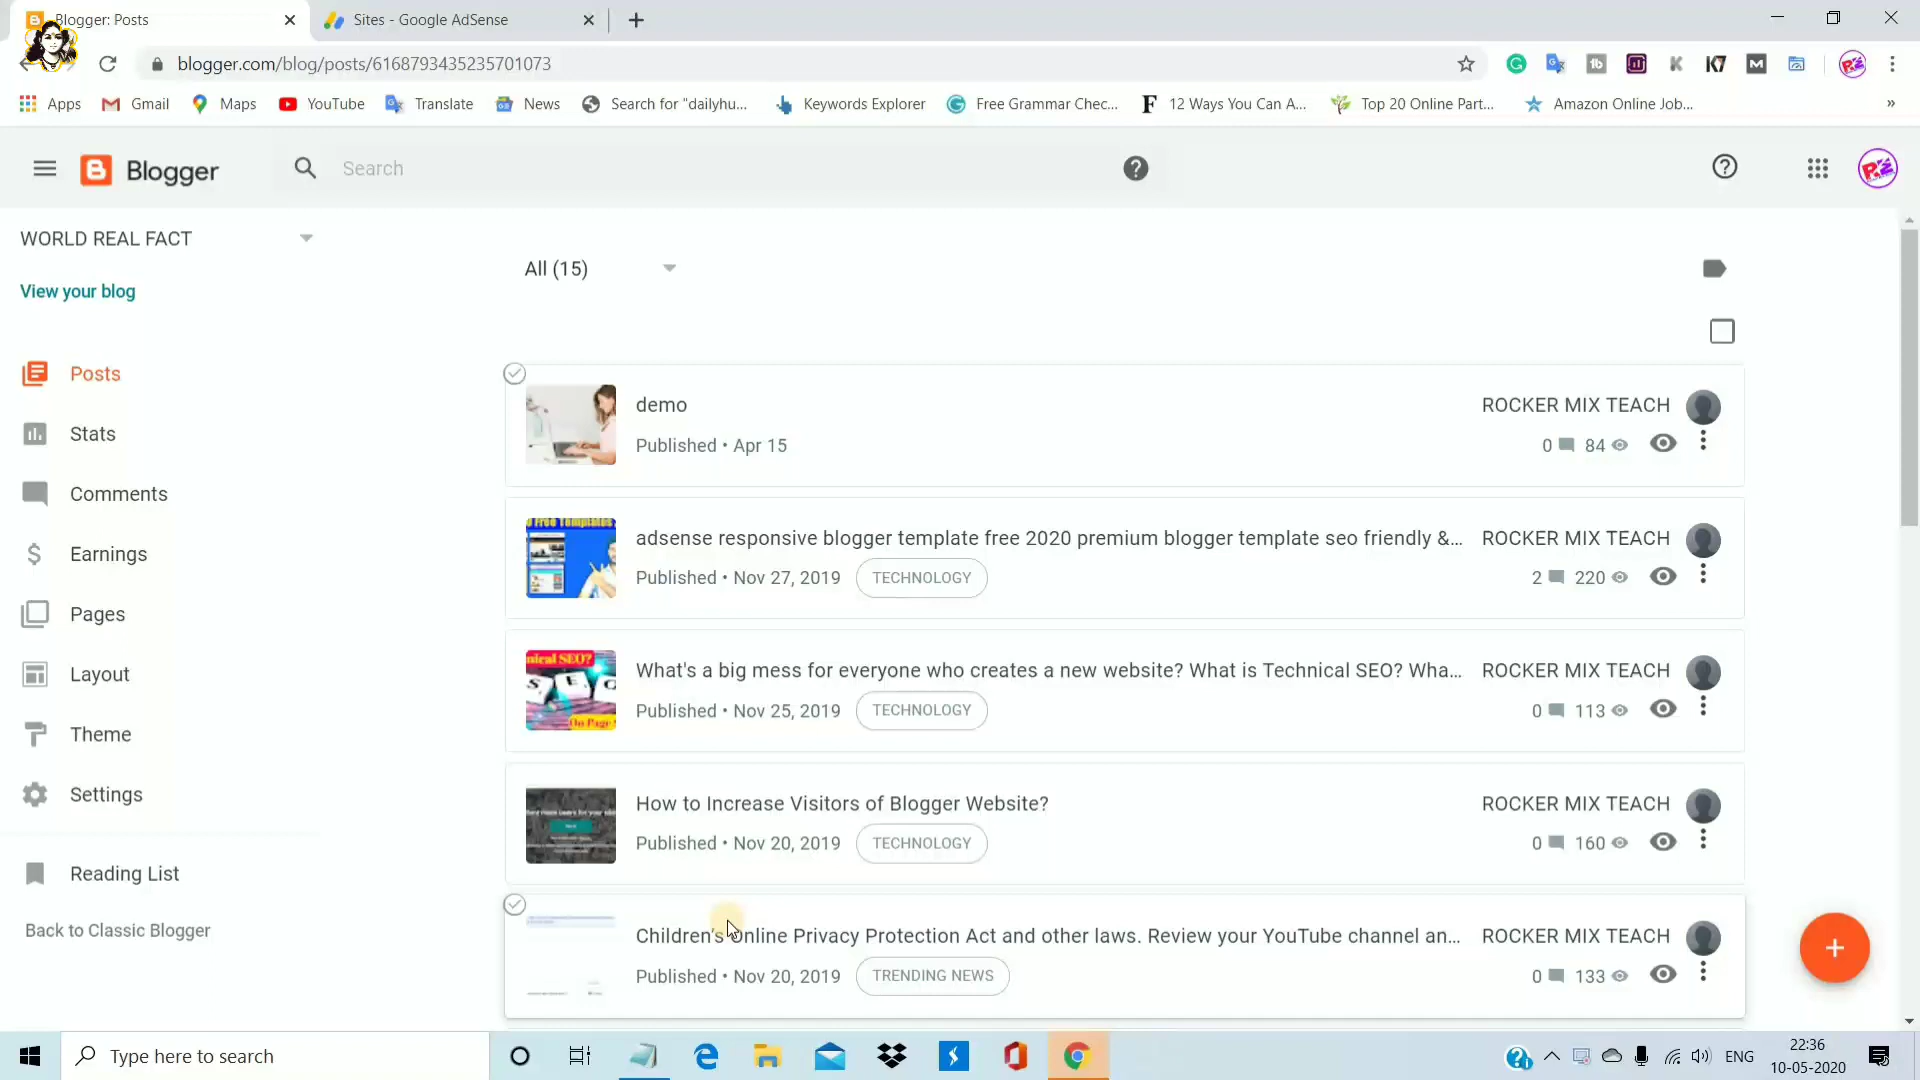 Blogger: Posts
Sites - Google AdSense
blogger.com/blog/posts/6168793435235701073
Apps
Gmail
Maps
YouTube
Translate
News
Search for "dailyhu...
Keywords Explorer
Free Grammar Chec...
12 Ways You Can A...
Top 20 Online Part...
Amazon Online Job...
»
Blogger
Search
WORLD REAL FACT
All (15)
View your blog
Posts
Stats
Comments
Earnings
Pages
Layout
Theme
Settings
Reading List
Back to Classic Blogger
demo
ROCKER MIX TEACH
Published • Apr 15
0 84
adsense responsive blogger template free 2020 premium blogger template seo friendly &...
ROCKER MIX TEACH
Published • Nov 27, 2019 TECHNOLOGY
2 220
What's a big mess for everyone who creates a new website? What is Technical SEO? Wha...
ROCKER MIX TEACH
Published • Nov 25, 2019 TECHNOLOGY
0 113
How to Increase Visitors of Blogger Website?
ROCKER MIX TEACH
Published • Nov 20, 2019 TECHNOLOGY
0 160
Children's Online Privacy Protection Act and other laws. Review your YouTube channel an...
ROCKER MIX TEACH
Published • Nov 20, 2019 TRENDING NEWS
0 133
Type here to search
ENG
22:36
10-05-2020